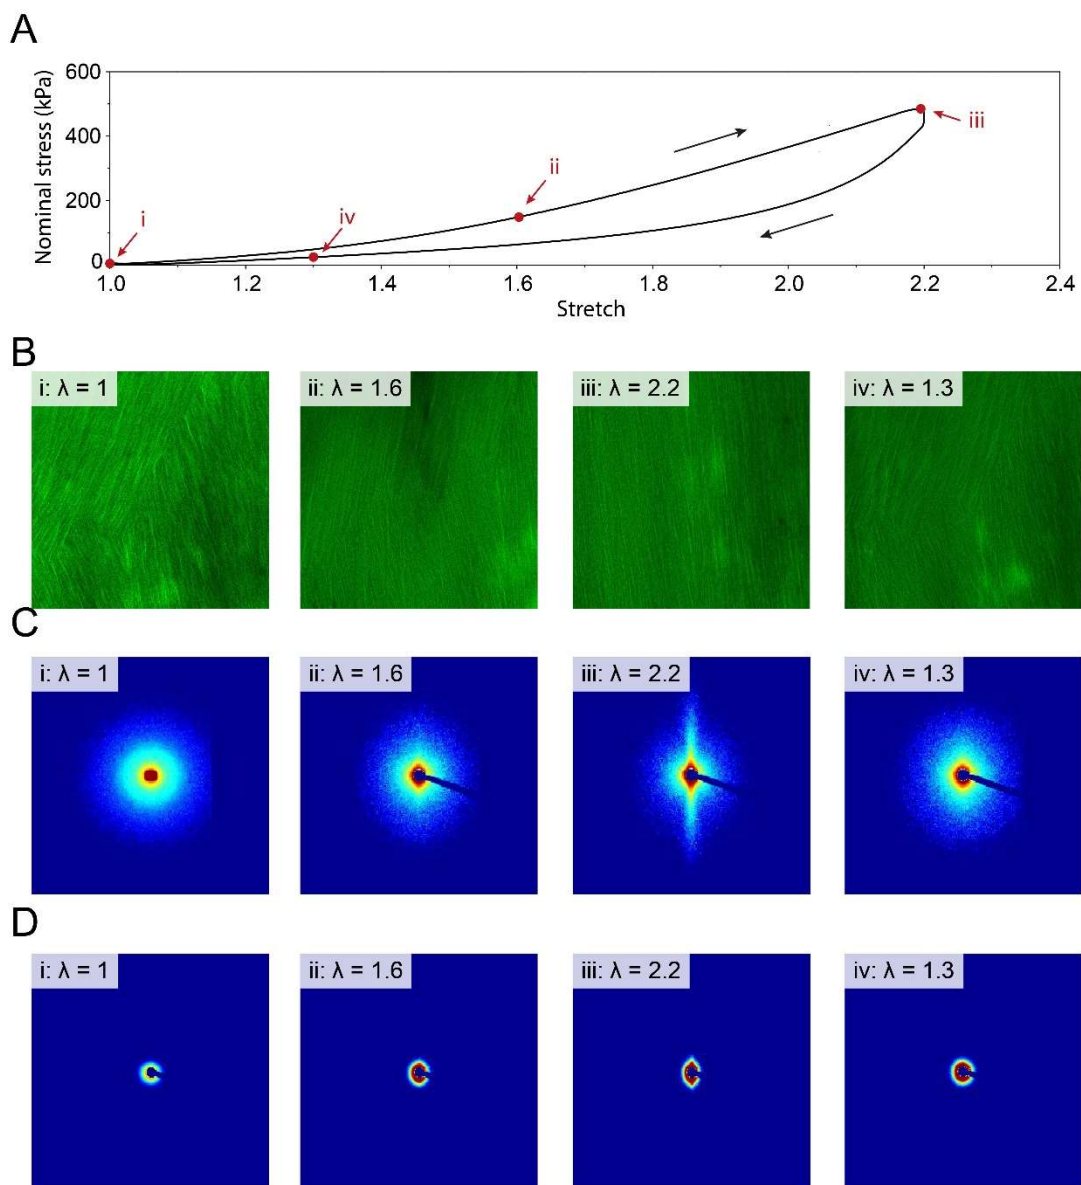 A
Nominal stress (kPa)
600
400
200
0
i
iv
ii
iii
1.0 1.2 1.4 1.6 1.8 2.0 2.2 2.4
Stretch
B
i: λ = 1 ii: λ = 1.6 iii: λ = 2.2 iv: λ = 1.3
C
i: λ = 1 ii: λ = 1.6 iii: λ = 2.2 iv: λ = 1.3
D
i: λ = 1 ii: λ = 1.6 iii: λ = 2.2 iv: λ = 1.3